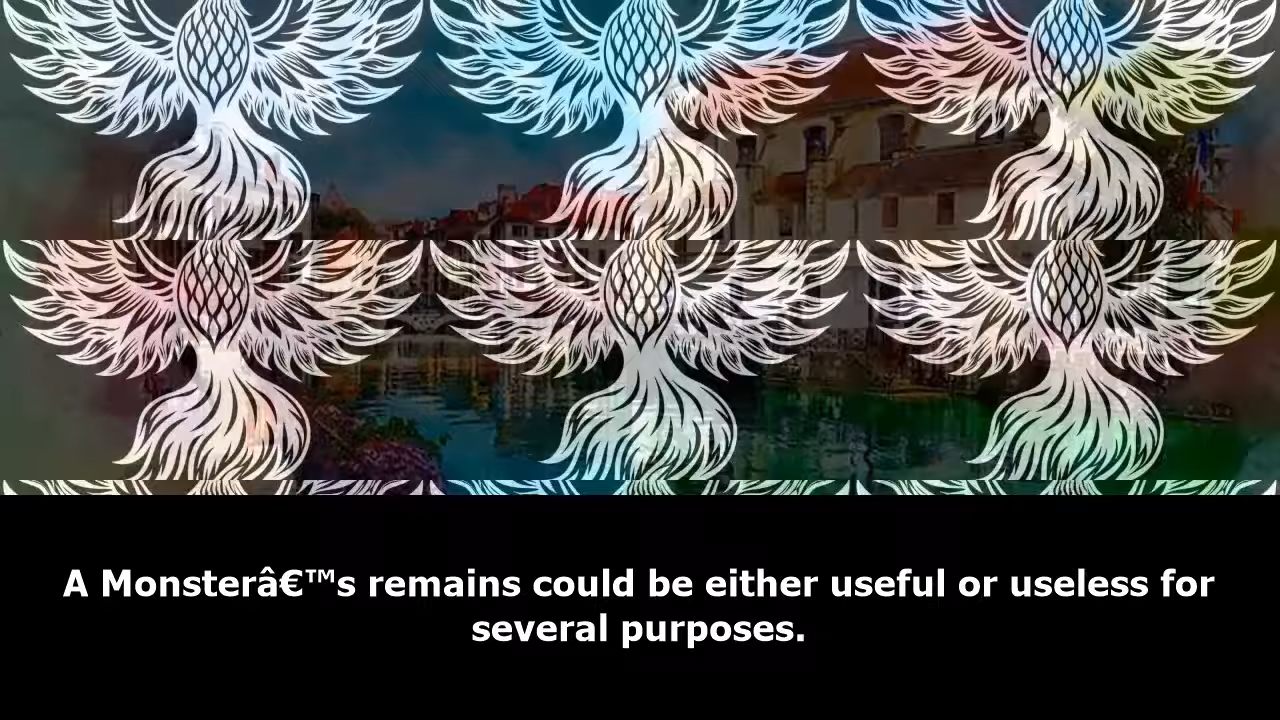 A Monsterâ€™s remains could be either useful or useless for
several purposes.